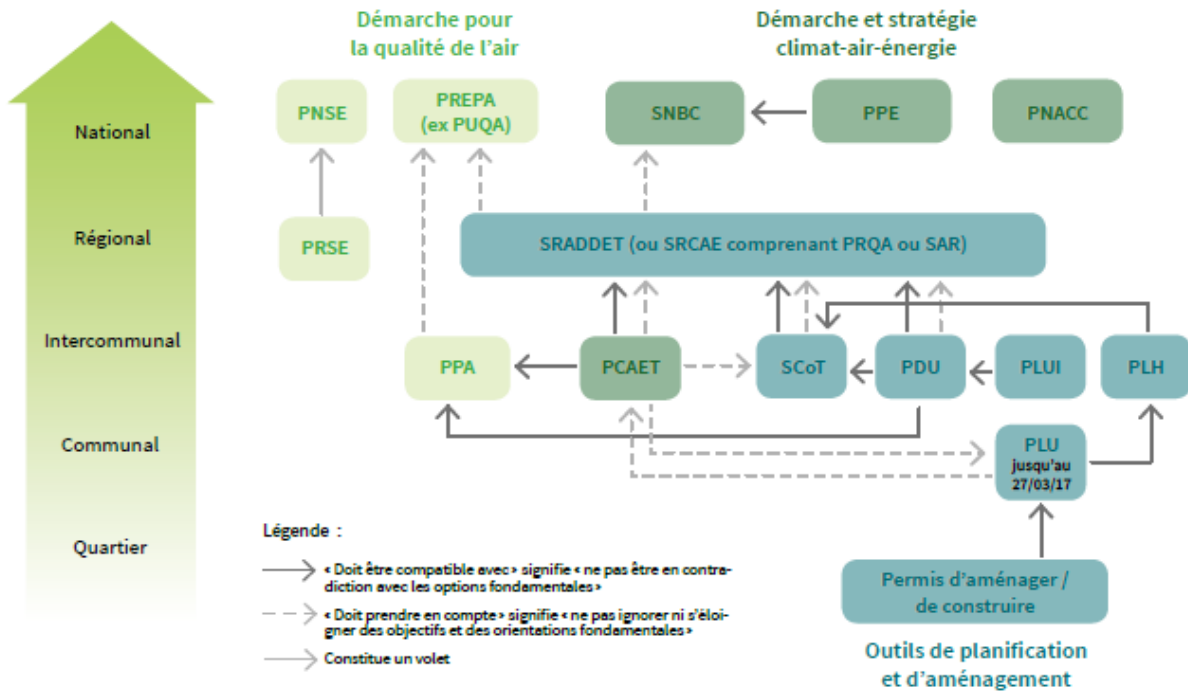 Démarche pour
la qualité de l’air
Démarche et stratégie
climat-air-énergie
National
PNSE
PREPA
(ex PUQA)
SNBC
PPE
PNACC
Régional
PRSE
SRADDET (ou SRCAE comprenant PRQA ou SAR)
Intercommunal
PPA
PCAET
SCoT
PDU
PLUI
PLH
Communal
PLU
jusqu'au
27/03/17
Quartier
Légende :
« Doit être compatible avec » signifie « ne pas être en contra-
diction avec les options fondamentales »
« Doit prendre en compte » signifie « ne pas ignorer ni s’éloi-
gner des objectifs et des orientations fondamentales »
Constitue un volet
Permis d’aménager /
de construire
Outils de planification
et d’aménagement